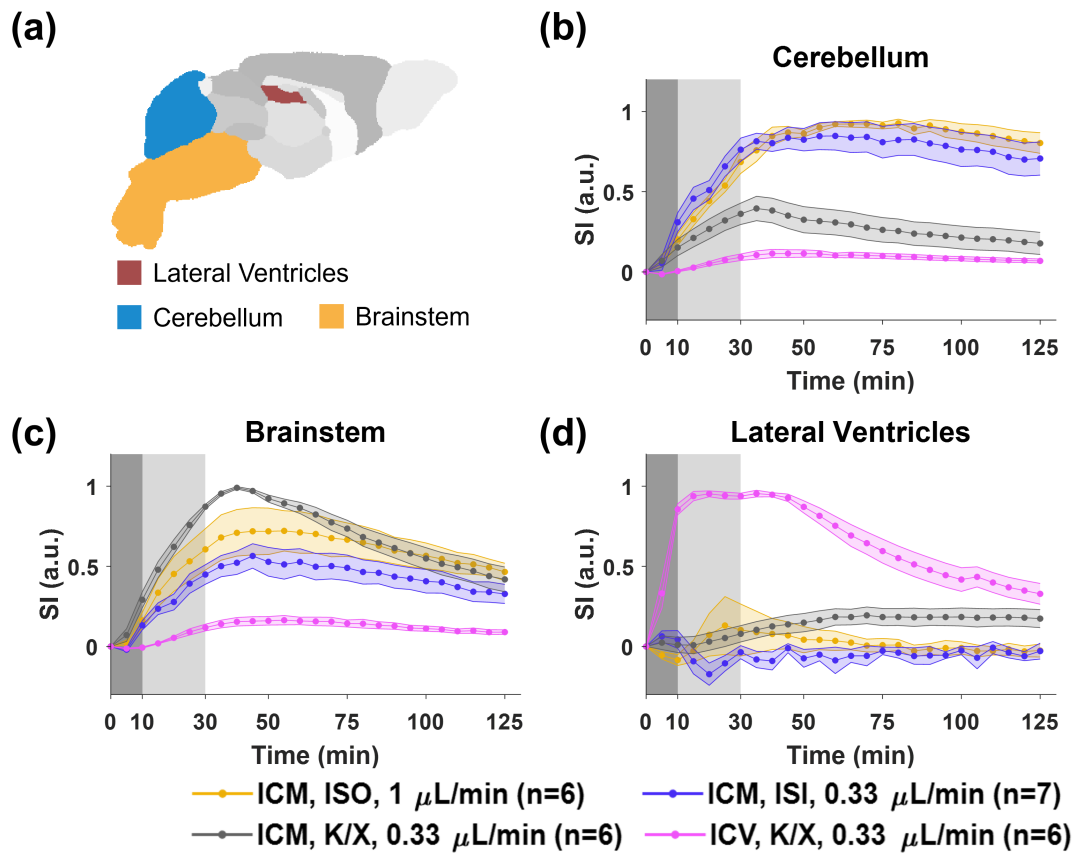 (a)
Lateral Ventricles
Cerebellum
Brainstem
(b)
Cerebellum
SI (a.u.)
1
0.5
0
0 10 30 50 75 100 125
Time (min)
(c)
Brainstem
SI (a.u.)
1
0.5
0
0 10 30 50 75 100 125
Time (min)
(d)
Lateral Ventricles
SI (a.u.)
1
0.5
0
0 10 30 50 75 100 125
Time (min)
ICM, ISO, 1 μL/min (n=6)
ICM, ISI, 0.33 μL/min (n=7)
ICM, K/X, 0.33 μL/min (n=6)
ICV, K/X, 0.33 μL/min (n=6)